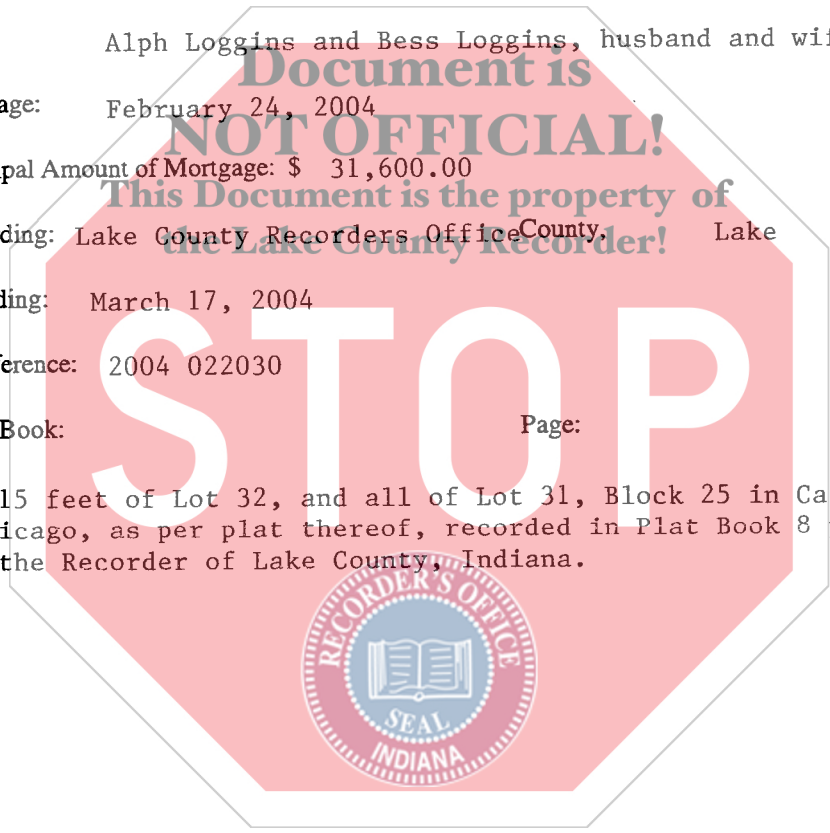 Alph Loggins and Bess Loggins, husband and wif
Document is
age: February 24, 2004
NOT OFFICIAL!
pal Amount of Mortgage: $ 31,600.00
This Document is the property of
ding: Lake County Recorders Office County, Lake
the Lake County Recorder!
ding: March 17, 2004
STOP
erence: 2004 022030
Book: Page:
15 feet of Lot 32, and all of Lot 31, Block 25 in Ca
icago, as per plat thereof, recorded in Plat Book 8
the Recorder of Lake County, Indiana.
RECORDER'S OFFICE
SEAL
INDIANA